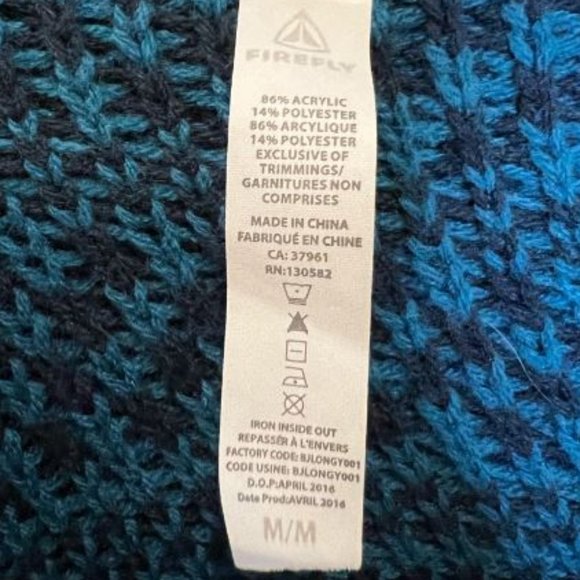 FIREFLY
86% ACRYLIC
14% POLYESTER
86% ARCYLIQUE
14% POLYESTER
EXCLUSIVE OF
TRIMMINGS/
GARNITURES NON
COMPRISES
MADE IN CHINA
FABRIQUÉ EN CHINE
CA: 37961
RN:130582
IRON INSIDE OUT
REPASSER À L'ENVERS
FACTORY CODE: BJLONGY001
CODE USINE: BJLONGY001
D.O.P:APRIL 2016
Date Prod:AVRIL 2016
M/M